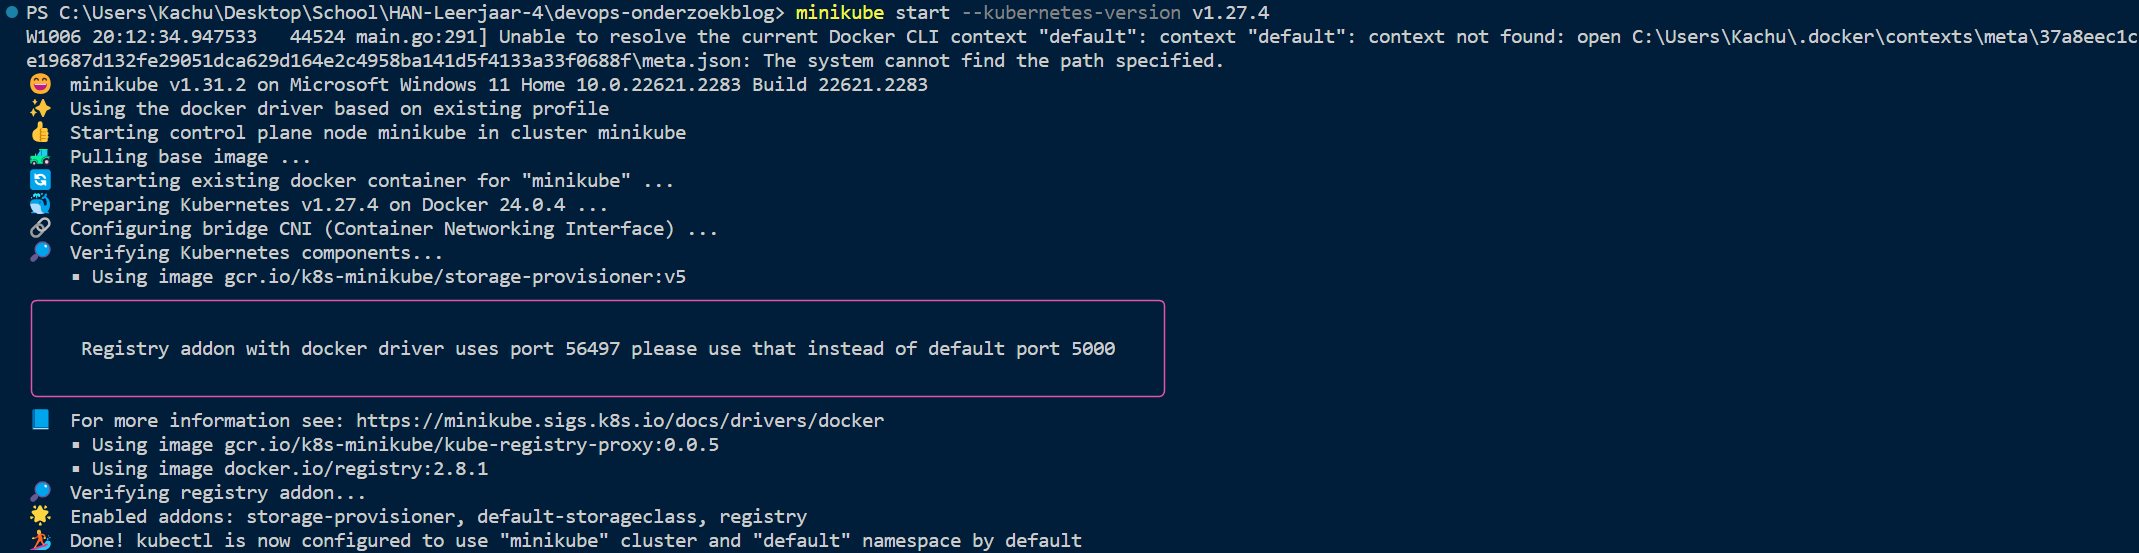 PS C:\Users\Kachu\Desktop\School\HAN-Leerjaar-4\devops-onderzoekblog> minikube start --kubernetes-version v1.27.4
W1006 20:12:34.947533   44524 main.go:291] Unable to resolve the current Docker CLI context "default": context "default": context not found: open C:\Users\Kachu\.docker\contexts\meta\37a8eec1c
e19687d132fe29051dca629d164e2c4958ba141d5f4133a33f0688f\meta.json: The system cannot find the path specified.
😄  minikube v1.31.2 on Microsoft Windows 11 Home 10.0.22621.2283 Build 22621.2283
✨  Using the docker driver based on existing profile
👍  Starting control plane node minikube in cluster minikube
🚜  Pulling base image ...
🔄  Restarting existing docker container for "minikube" ...
🐳  Preparing Kubernetes v1.27.4 on Docker 24.0.4 ...
🔗  Configuring bridge CNI (Container Networking Interface) ...
🔎  Verifying Kubernetes components...
▪ Using image gcr.io/k8s-minikube/storage-provisioner:v5
Registry addon with docker driver uses port 56497 please use that instead of default port 5000
📘  For more information see: https://minikube.sigs.k8s.io/docs/drivers/docker
▪ Using image gcr.io/k8s-minikube/kube-registry-proxy:0.0.5
▪ Using image docker.io/registry:2.8.1
🔎  Verifying registry addon...
🌟  Enabled addons: storage-provisioner, default-storageclass, registry
🏄  Done! kubectl is now configured to use "minikube" cluster and "default" namespace by default